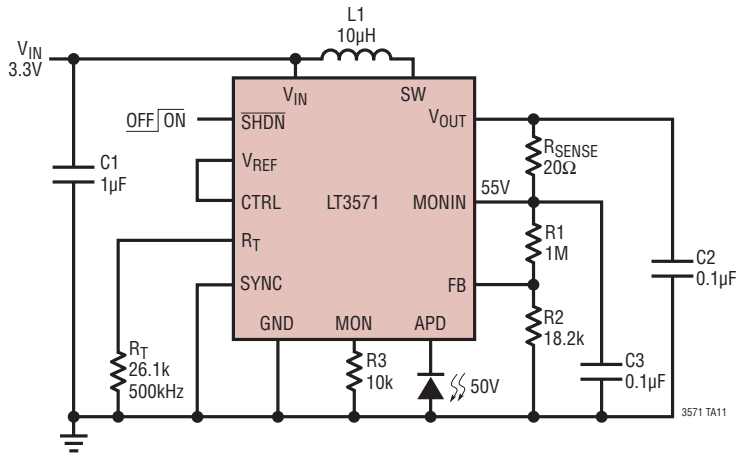 L1
10µH
VIN
3.3V
VIN
SW
OFF ON
SHDN
VOUT
RSENSE
20Ω
C1
1µF
VREF
CTRL
LT3571
MONIN
55V
R1
1M
RT
SYNC
FB
C2
0.1µF
R2
18.2k
GND
MON
APD
RT
26.1k
500kHz
R3
10k
50V
C3
0.1µF
3571 TA11